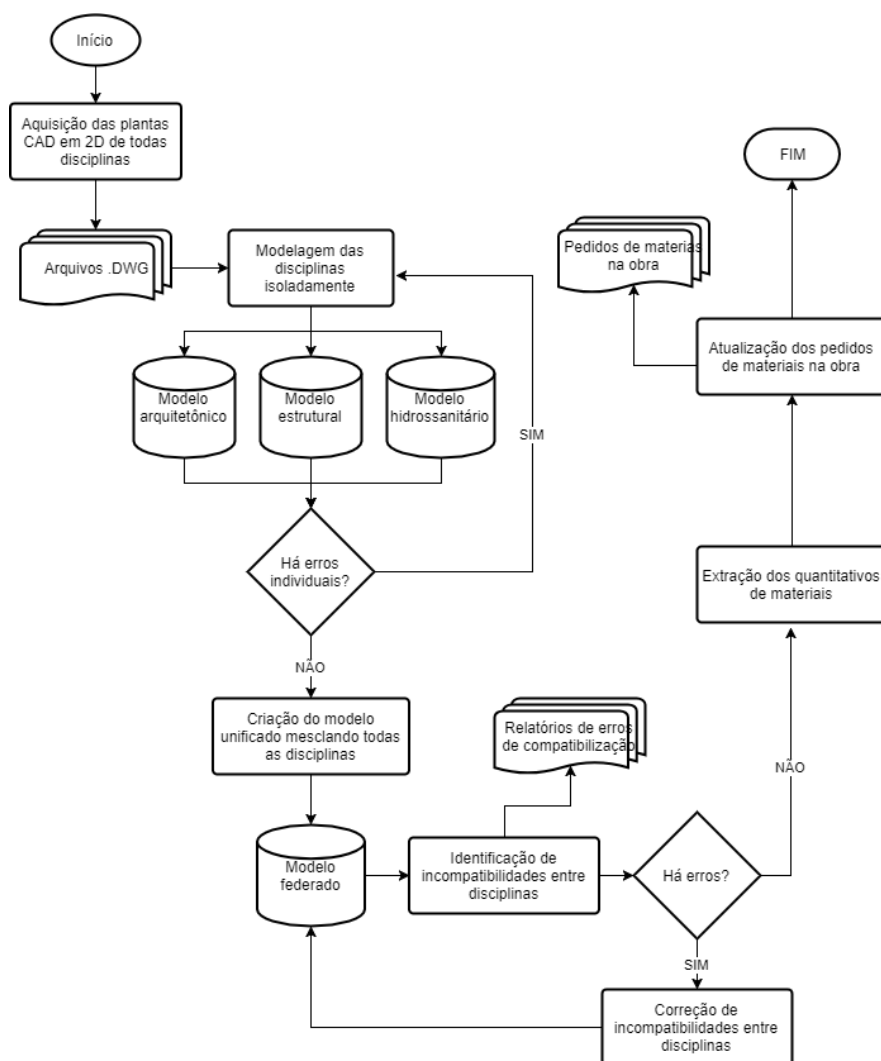 Início
Aquisição das plantas
CAD em 2D de todas
disciplinas
Arquivos .DWG
Modelagem das
disciplinas
isoladamente
Modelo
arquitetônico
Modelo
estrutural
Modelo
hidrossanitário
SIM
Há erros
individuais?
NÃO
Criação do modelo
unificado mesclando todas
as disciplinas
Modelo
federado
Identificação de
incompatibilidades entre
disciplinas
Relatórios de erros
de compatibilização
Há erros?
SIM
Correção de
incompatibilidades entre
disciplinas
NÃO
Extração dos quantitativos
de materiais
Atualização dos pedidos
de materiais na obra
Pedidos de materias
na obra
FIM